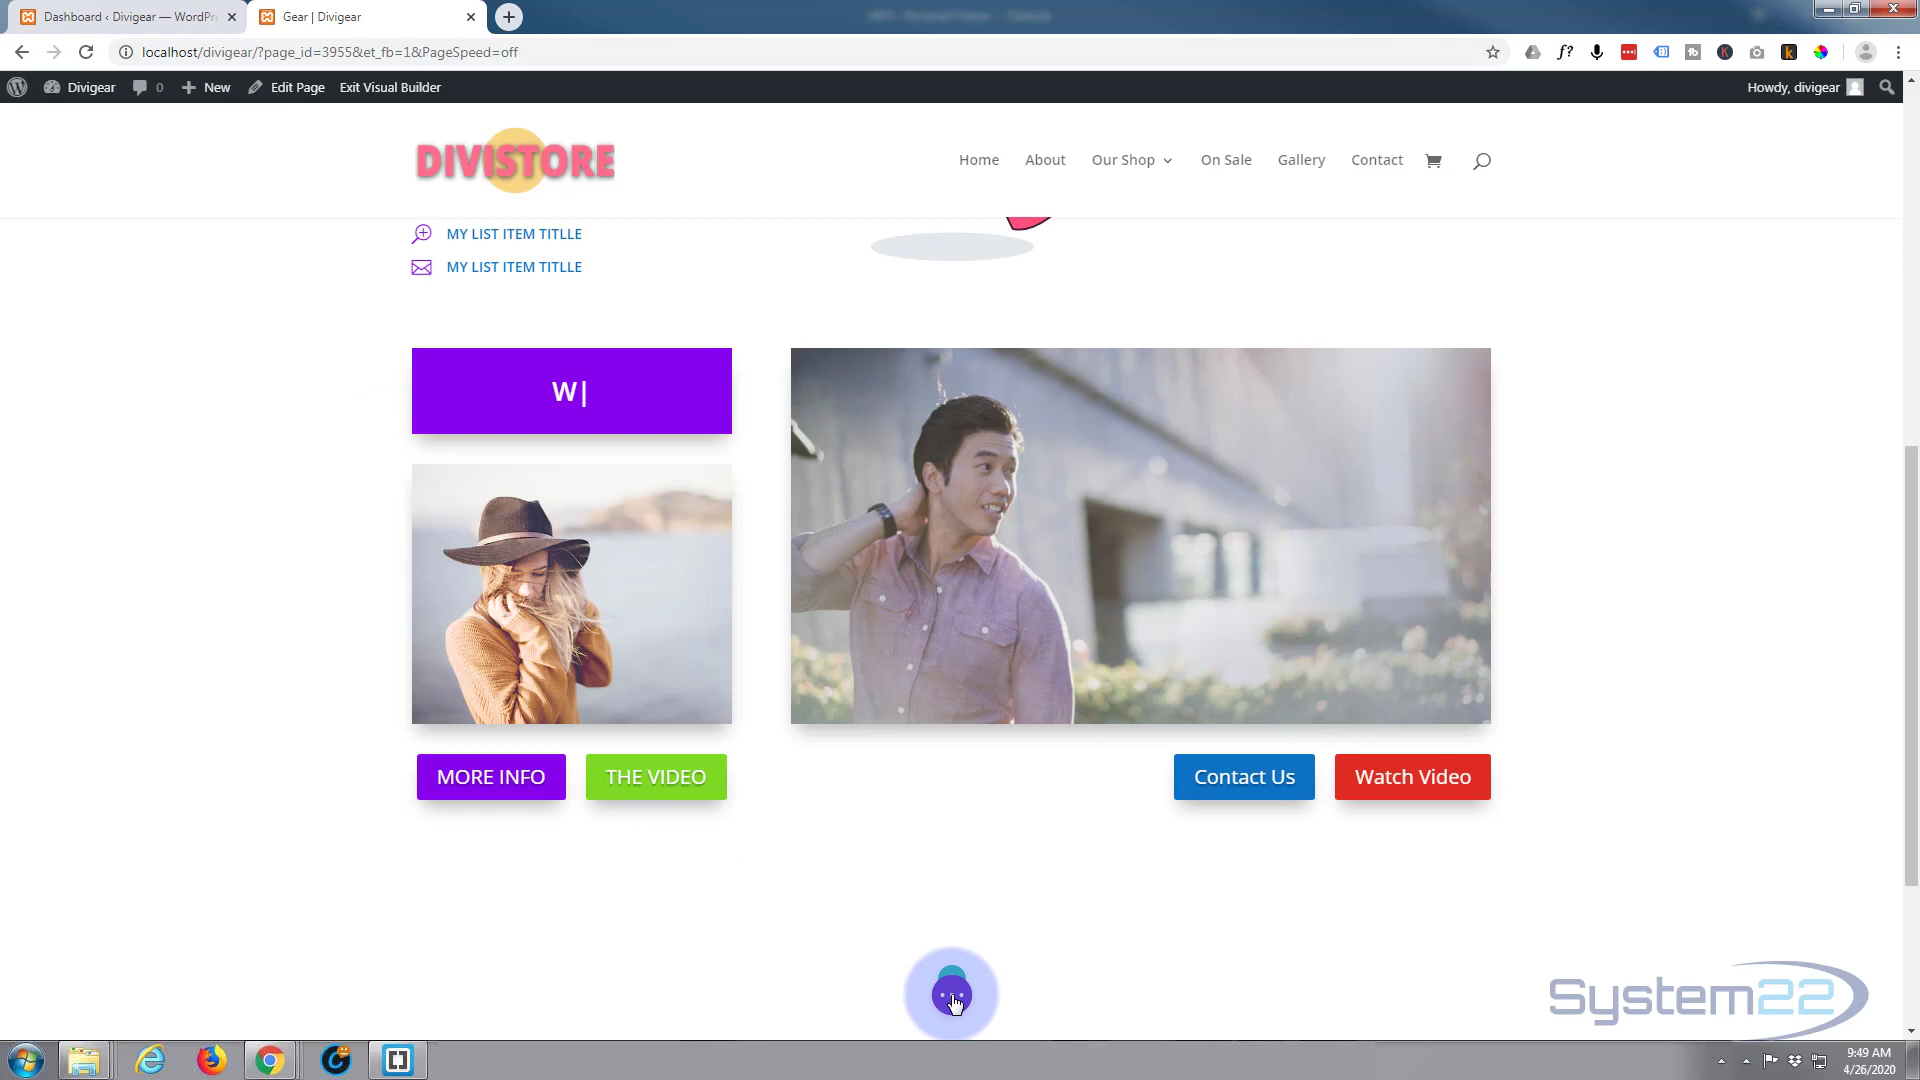 Dashboard ‹ Divigear — WordPre
Gear | Divigear
localhost/divigear/?page_id=3955&et_fb=1&PageSpeed=off
Divigear
0
New
Edit Page
Exit Visual Builder
Howdy, divigear
DIVISTORE
Home
About
Our Shop
On Sale
Gallery
Contact
MY LIST ITEM TITLLE
MY LIST ITEM TITLLE
W|
MORE INFO
THE VIDEO
Contact Us
Watch Video
System22
9:49 AM
4/26/2020